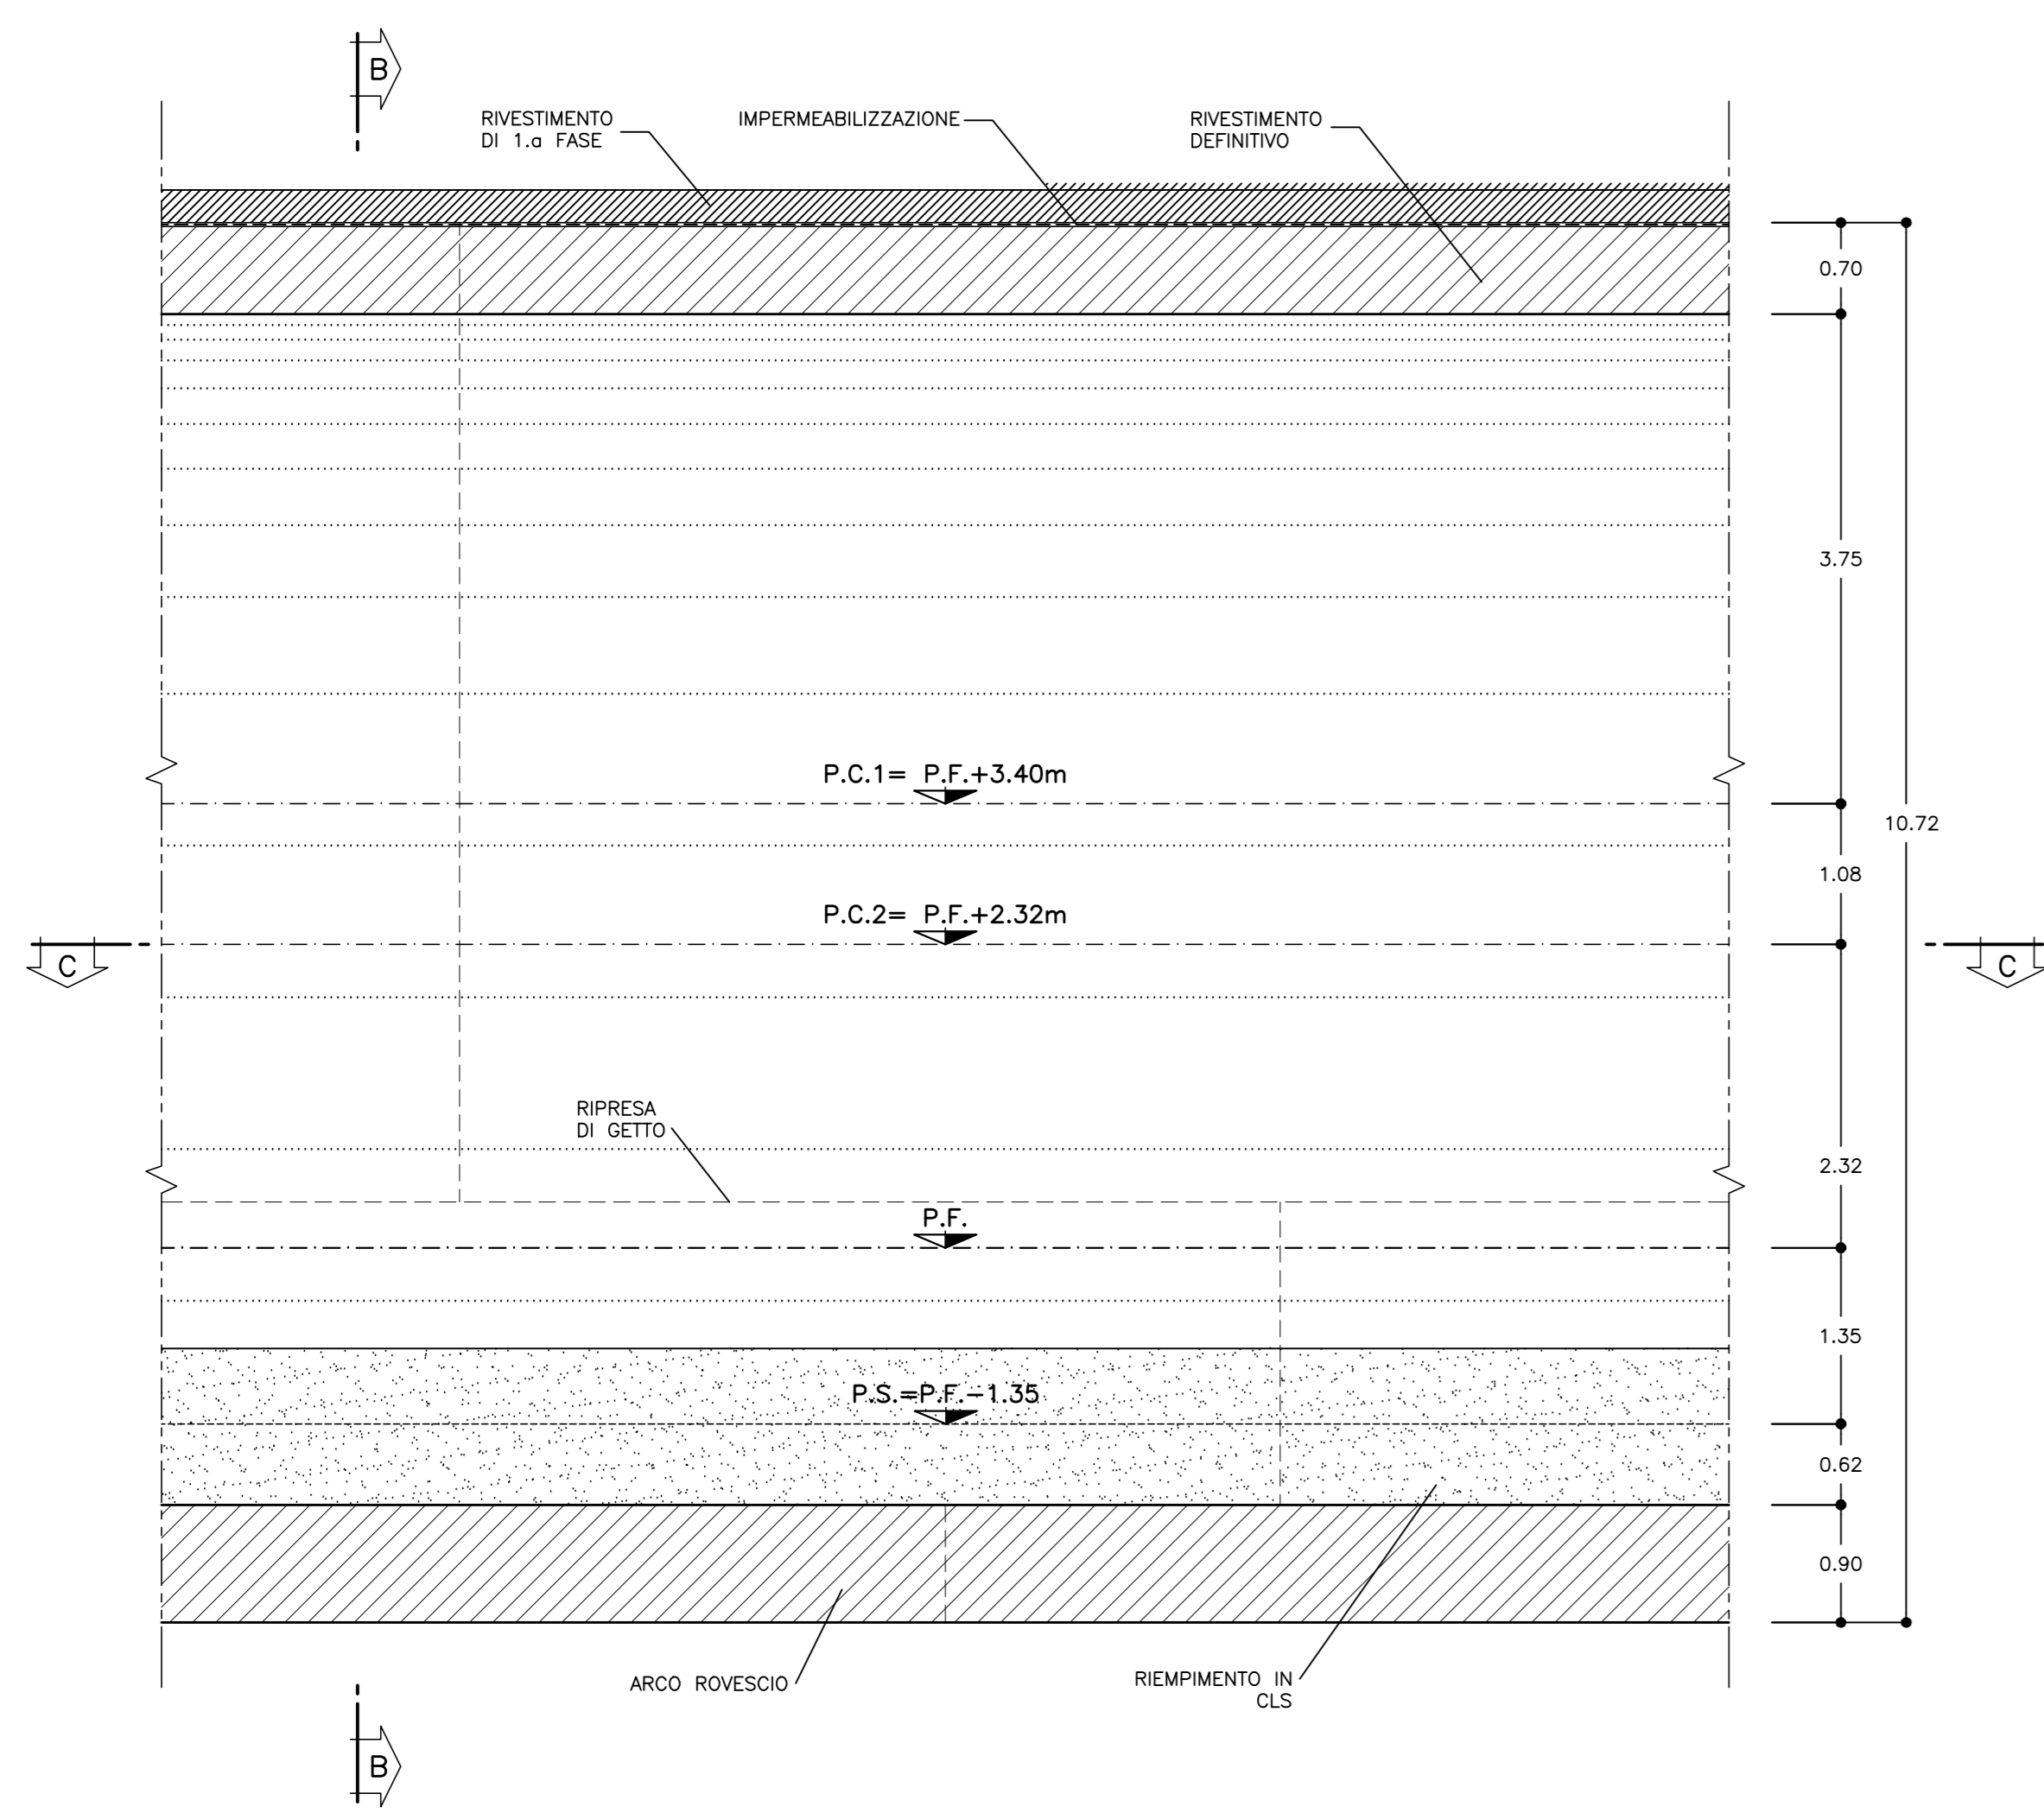 B
RIVESTIMENTO
DI 1.a FASE
IMPERMEABILIZZAZIONE
RIVESTIMENTO
DEFINITIVO
0.70
3.75
P.C.1= P.F.+3.40m
10.72
1.08
P.C.2= P.F.+2.32m
C
C
RIPRESA
DI GETTO
2.32
P.F.
1.35
P.S.=P.F.-1.35
0.62
0.90
ARCO ROVESCIO
RIEMPIMENTO IN
CLS
B